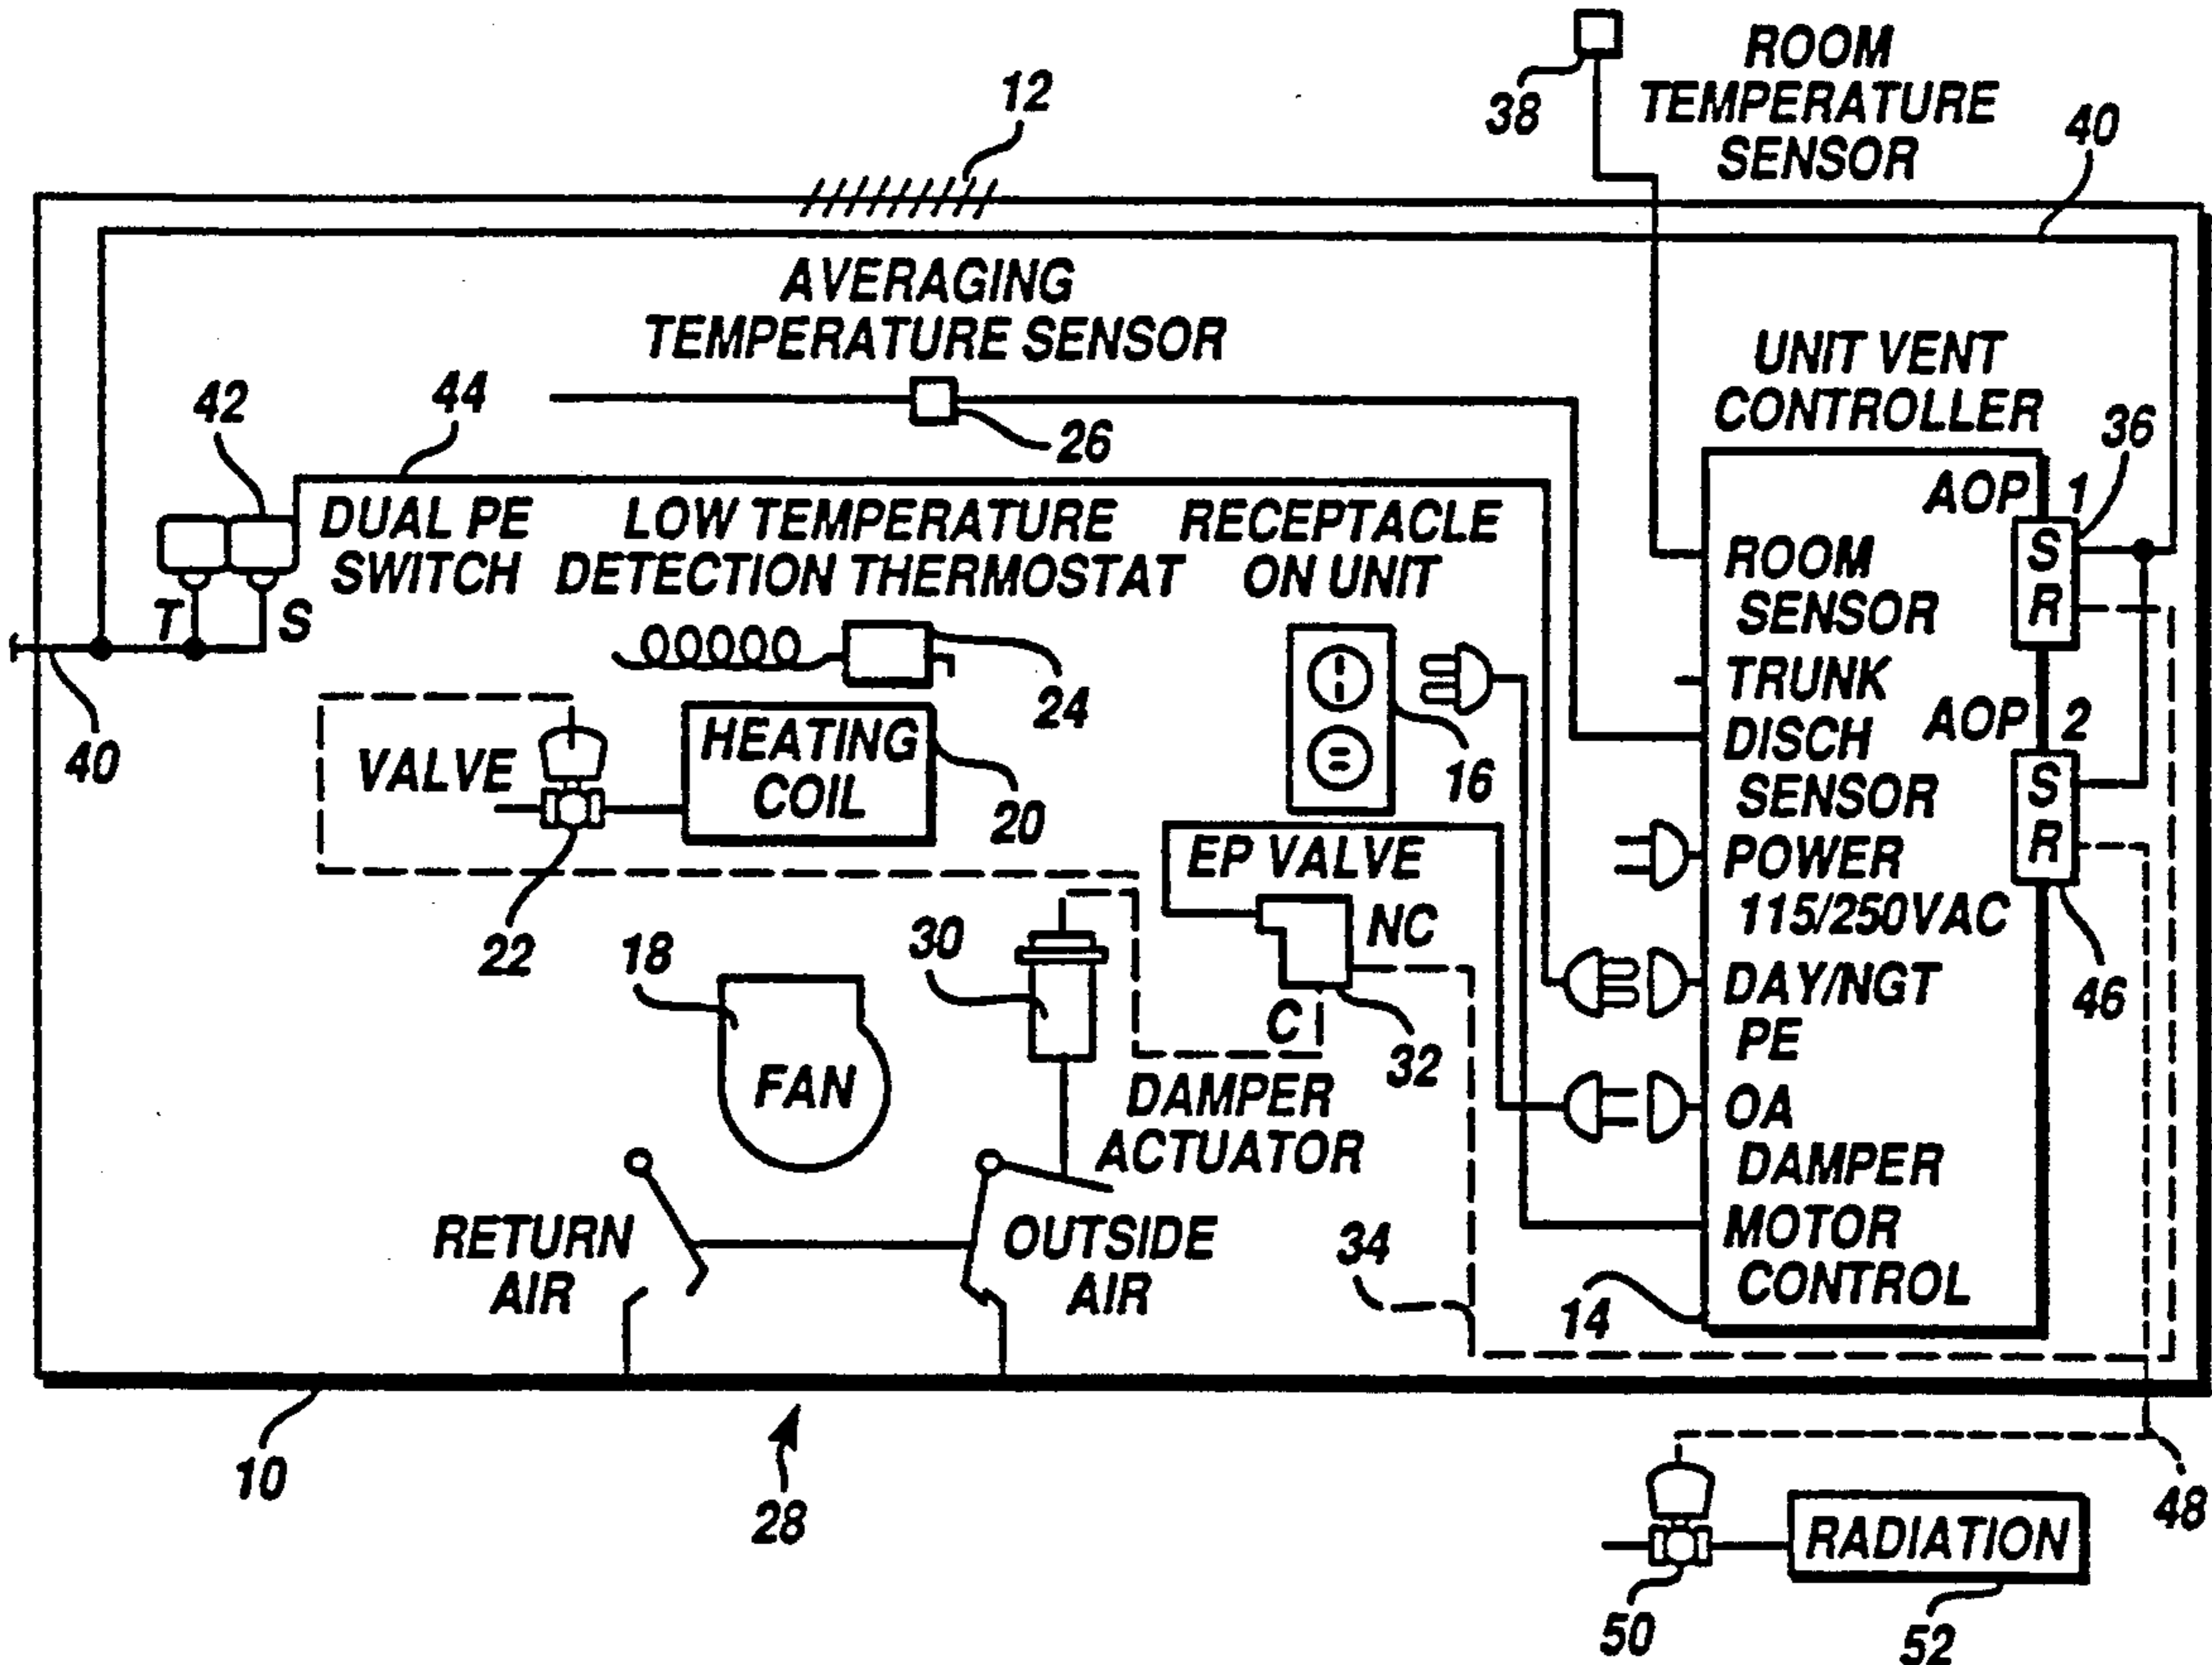 12
38
ROOM
TEMPERATURE
SENSOR
40
AVERAGING
TEMPERATURE SENSOR
26
UNIT VENT
CONTROLLER
36
42
44
DUAL PE
SWITCH
LOW TEMPERATURE
DETECTION THERMOSTAT
RECEPTACLE
ON UNIT
AOP 1
S
R
ROOM
SENSOR
TRUNK
AOP 2
S
R
DISCH
SENSOR
POWER
115/250VAC
DAY/NGT
PE
OA
DAMPER
MOTOR
CONTROL
T
S
40
24
16
VALVE
HEATING
COIL
20
22
EP VALVE
NC
C
32
46
18
FAN
30
DAMPER
ACTUATOR
RETURN
AIR
OUTSIDE
AIR
34
14
10
28
48
RADIATION
50
52